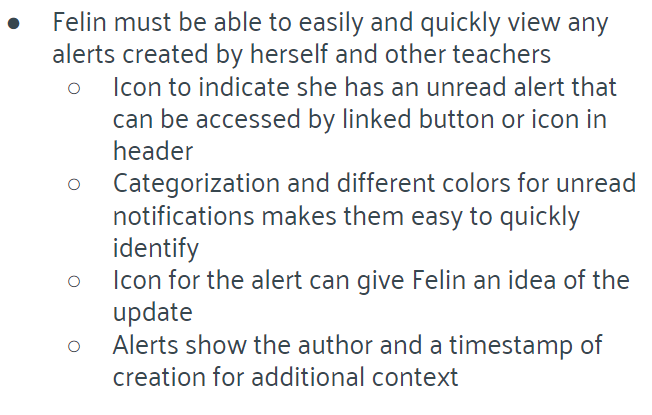 ● Felin must be able to easily and quickly view any
alerts created by herself and other teachers
○ Icon to indicate she has an unread alert that
can be accessed by linked button or icon in
header
○ Categorization and different colors for unread
notifications makes them easy to quickly
identify
○ Icon for the alert can give Felin an idea of the
update
○ Alerts show the author and a timestamp of
creation for additional context